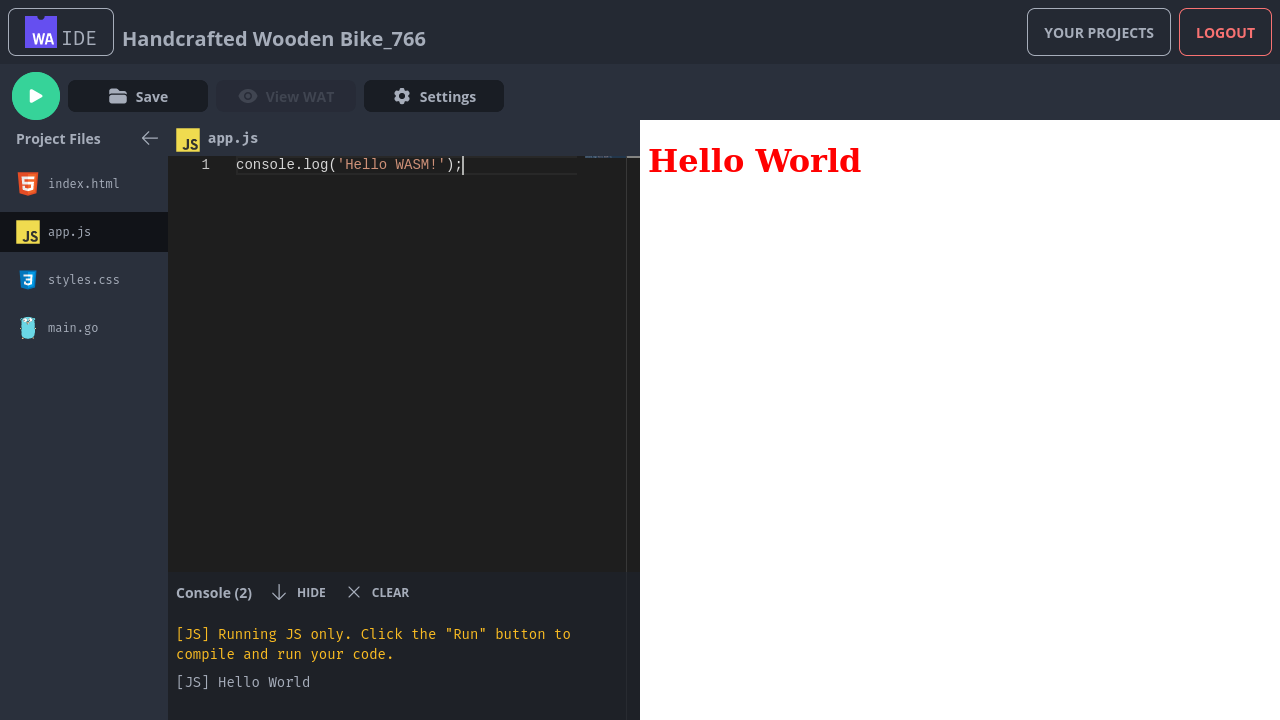 WA IDE
Handcrafted Wooden Bike_766
YOUR PROJECTS
LOGOUT
Save
View WAT
Settings
Project Files
JS app.js
index.html
JS app.js
3 styles.css
main.go
1 console.log('Hello WASM!');
Console (2)
HIDE
CLEAR
[JS] Running JS only. Click the "Run" button to
compile and run your code.
[JS] Hello World
Hello World